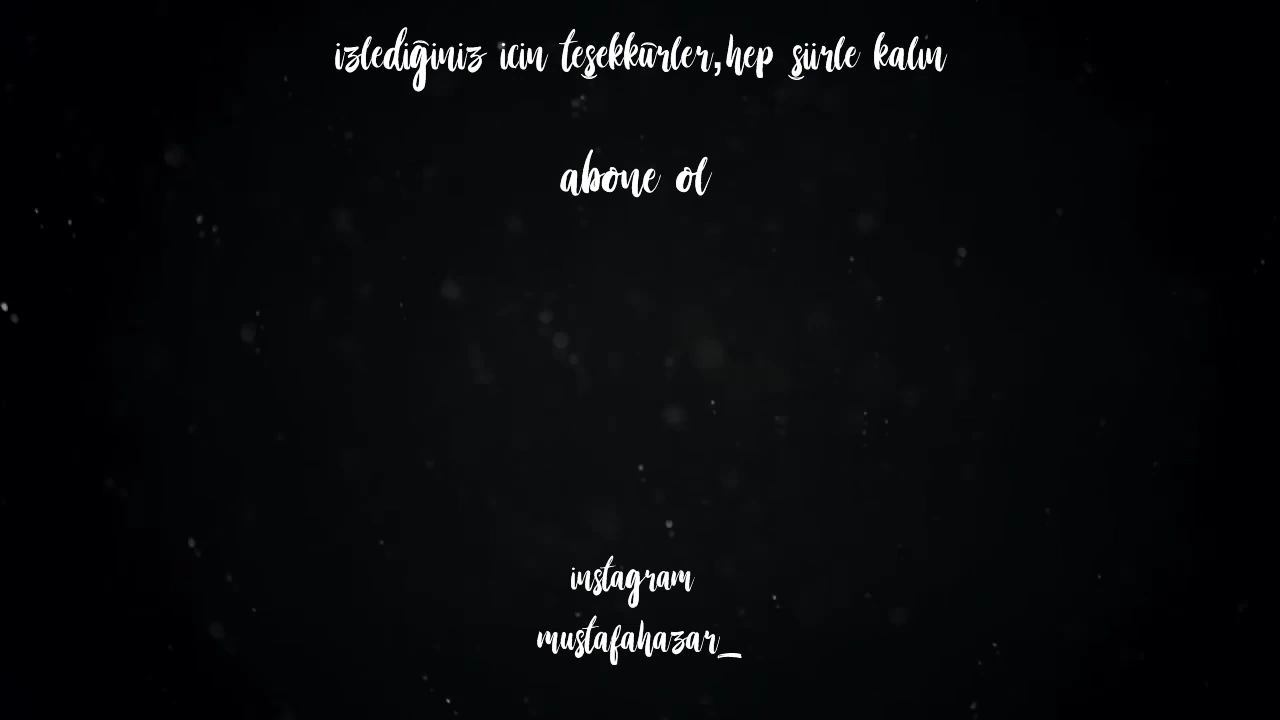 izlediğiniz icin teşekkürler,hep şiirle kalın
abone ol
instagram
mustafahazar_